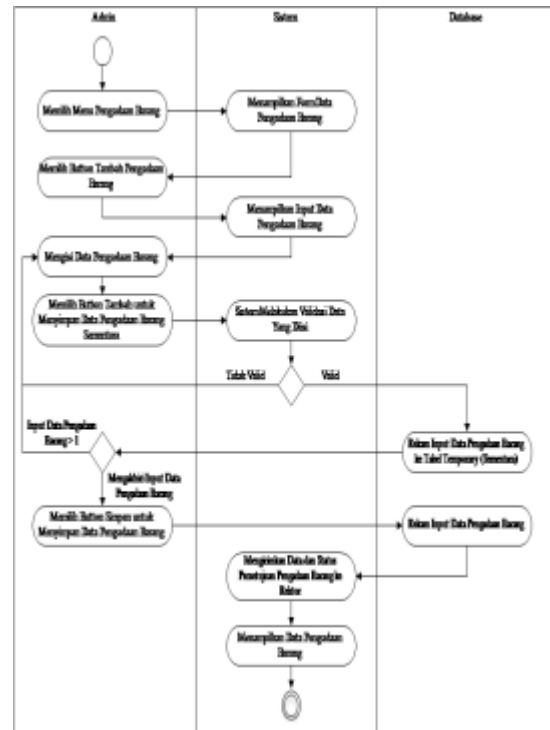 Admin
Sistem
Database
Memilih Menu Pengadaan Barang
Menampilkan Form Data
Pengadaan Barang
Memilih Button Tambah Pengadaan
Barang
Menampilkan Input Data
Pengadaan Barang
Mengisi Data Pengadaan Barang
Memilih Button Tambah untuk
Menyimpan Data Pengadaan Barang
Sementara
Sistem Melakukan Validasi Data
Yang Diisi
Tidak Valid
Valid
Input Data Pengadaan
Barang > 1
Rekam Input Data Pengadaan Barang
ke Tabel Temporary (Sementara)
Mengakhiri Input Data
Pengadaan Barang
Memilih Button Simpan untuk
Menyimpan Data Pengadaan Barang
Rekam Input Data Pengadaan Barang
Mengirimkan Data dan Status
Persetujuan Pengadaan Barang ke
Rektor
Menampilkan Data Pengadaan
Barang